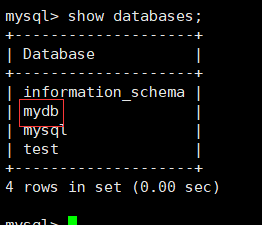 mysql> show databases;
+--------------------+
| Database           |
+--------------------+
| information_schema |
| mydb               |
| mysql              |
| test               |
+--------------------+
4 rows in set (0.00 sec)
mysql>